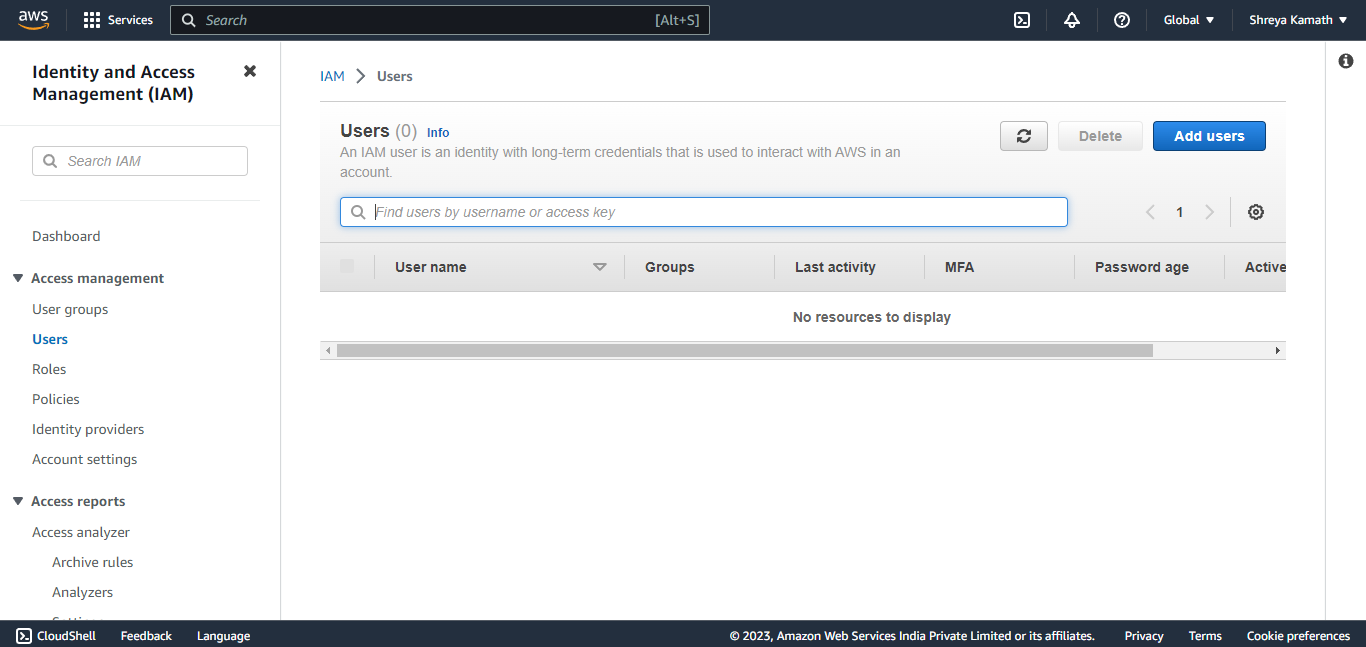 aws
Services
Search
[Alt+S]
Global
Shreya Kamath
Identity and Access
Management (IAM)
Search IAM
Dashboard
Access management
User groups
Users
Roles
Policies
Identity providers
Account settings
Access reports
Access analyzer
Archive rules
Analyzers
IAM
Users
Users (0) Info
An IAM user is an identity with long-term credentials that is used to interact with AWS in an
account.
Delete
Add users
Find users by username or access key
1
User name
Groups
Last activity
MFA
Password age
Active
No resources to display
CloudShell
Feedback
Language
© 2023, Amazon Web Services India Private Limited or its affiliates.
Privacy
Terms
Cookie preferences